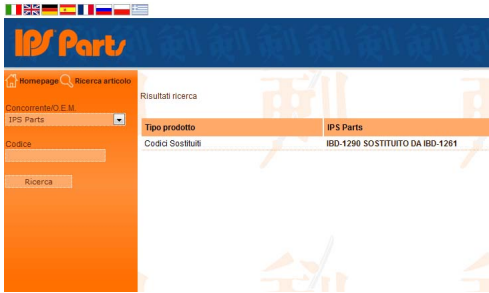 IPS Parts
Homepage Ricerca articolo
Concorrente/O.E.M.
IPS Parts
Codice
Ricerca
Risultati ricerca
Tipo prodotto IPS Parts
Codici Sostituiti IBD-1290 SOSTITUITO DA IBD-1261